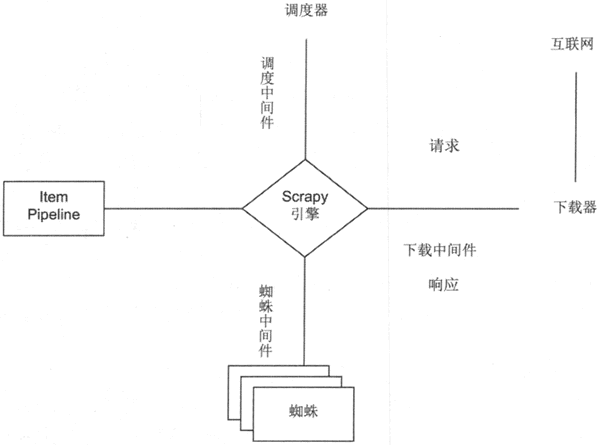 调度器
互联网
调度中间件
请求
Item
Pipeline
Scrapy
引擎
下载器
下载中间件
响应
蜘蛛中间件
蜘蛛